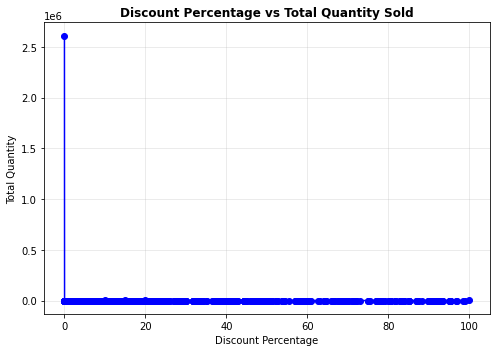 Discount Percentage vs Total Quantity Sold
1e6
2.5
2.0
1.5
1.0
0.5
0.0
Total Quantity
0 20 40 60 80 100
Discount Percentage